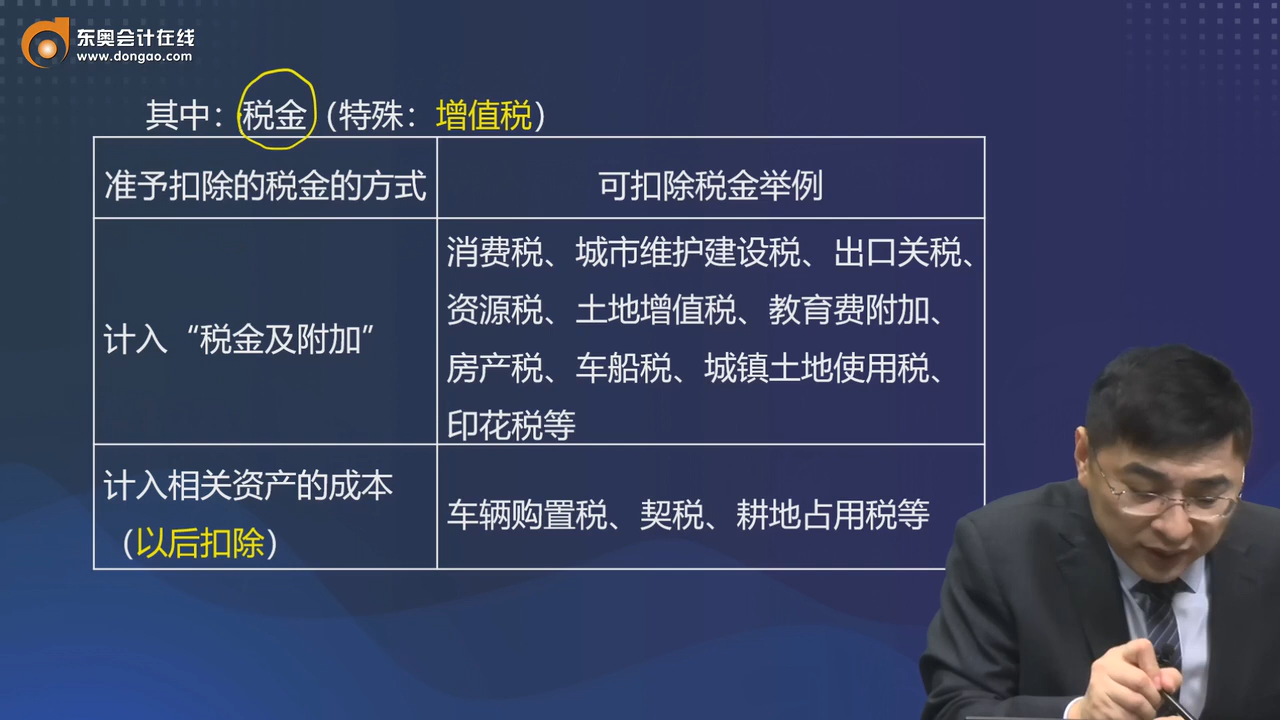 东奥会计在线
www.dongao.com
其中：税金（特殊：增值税）
准予扣除的税金的方式
可扣除税金举例
计入“税金及附加”
消费税、城市维护建设税、出口关税、
资源税、土地增值税、教育费附加、
房产税、车船税、城镇土地使用税、
印花税等
计入相关资产的成本
（以后扣除）
车辆购置税、契税、耕地占用税等